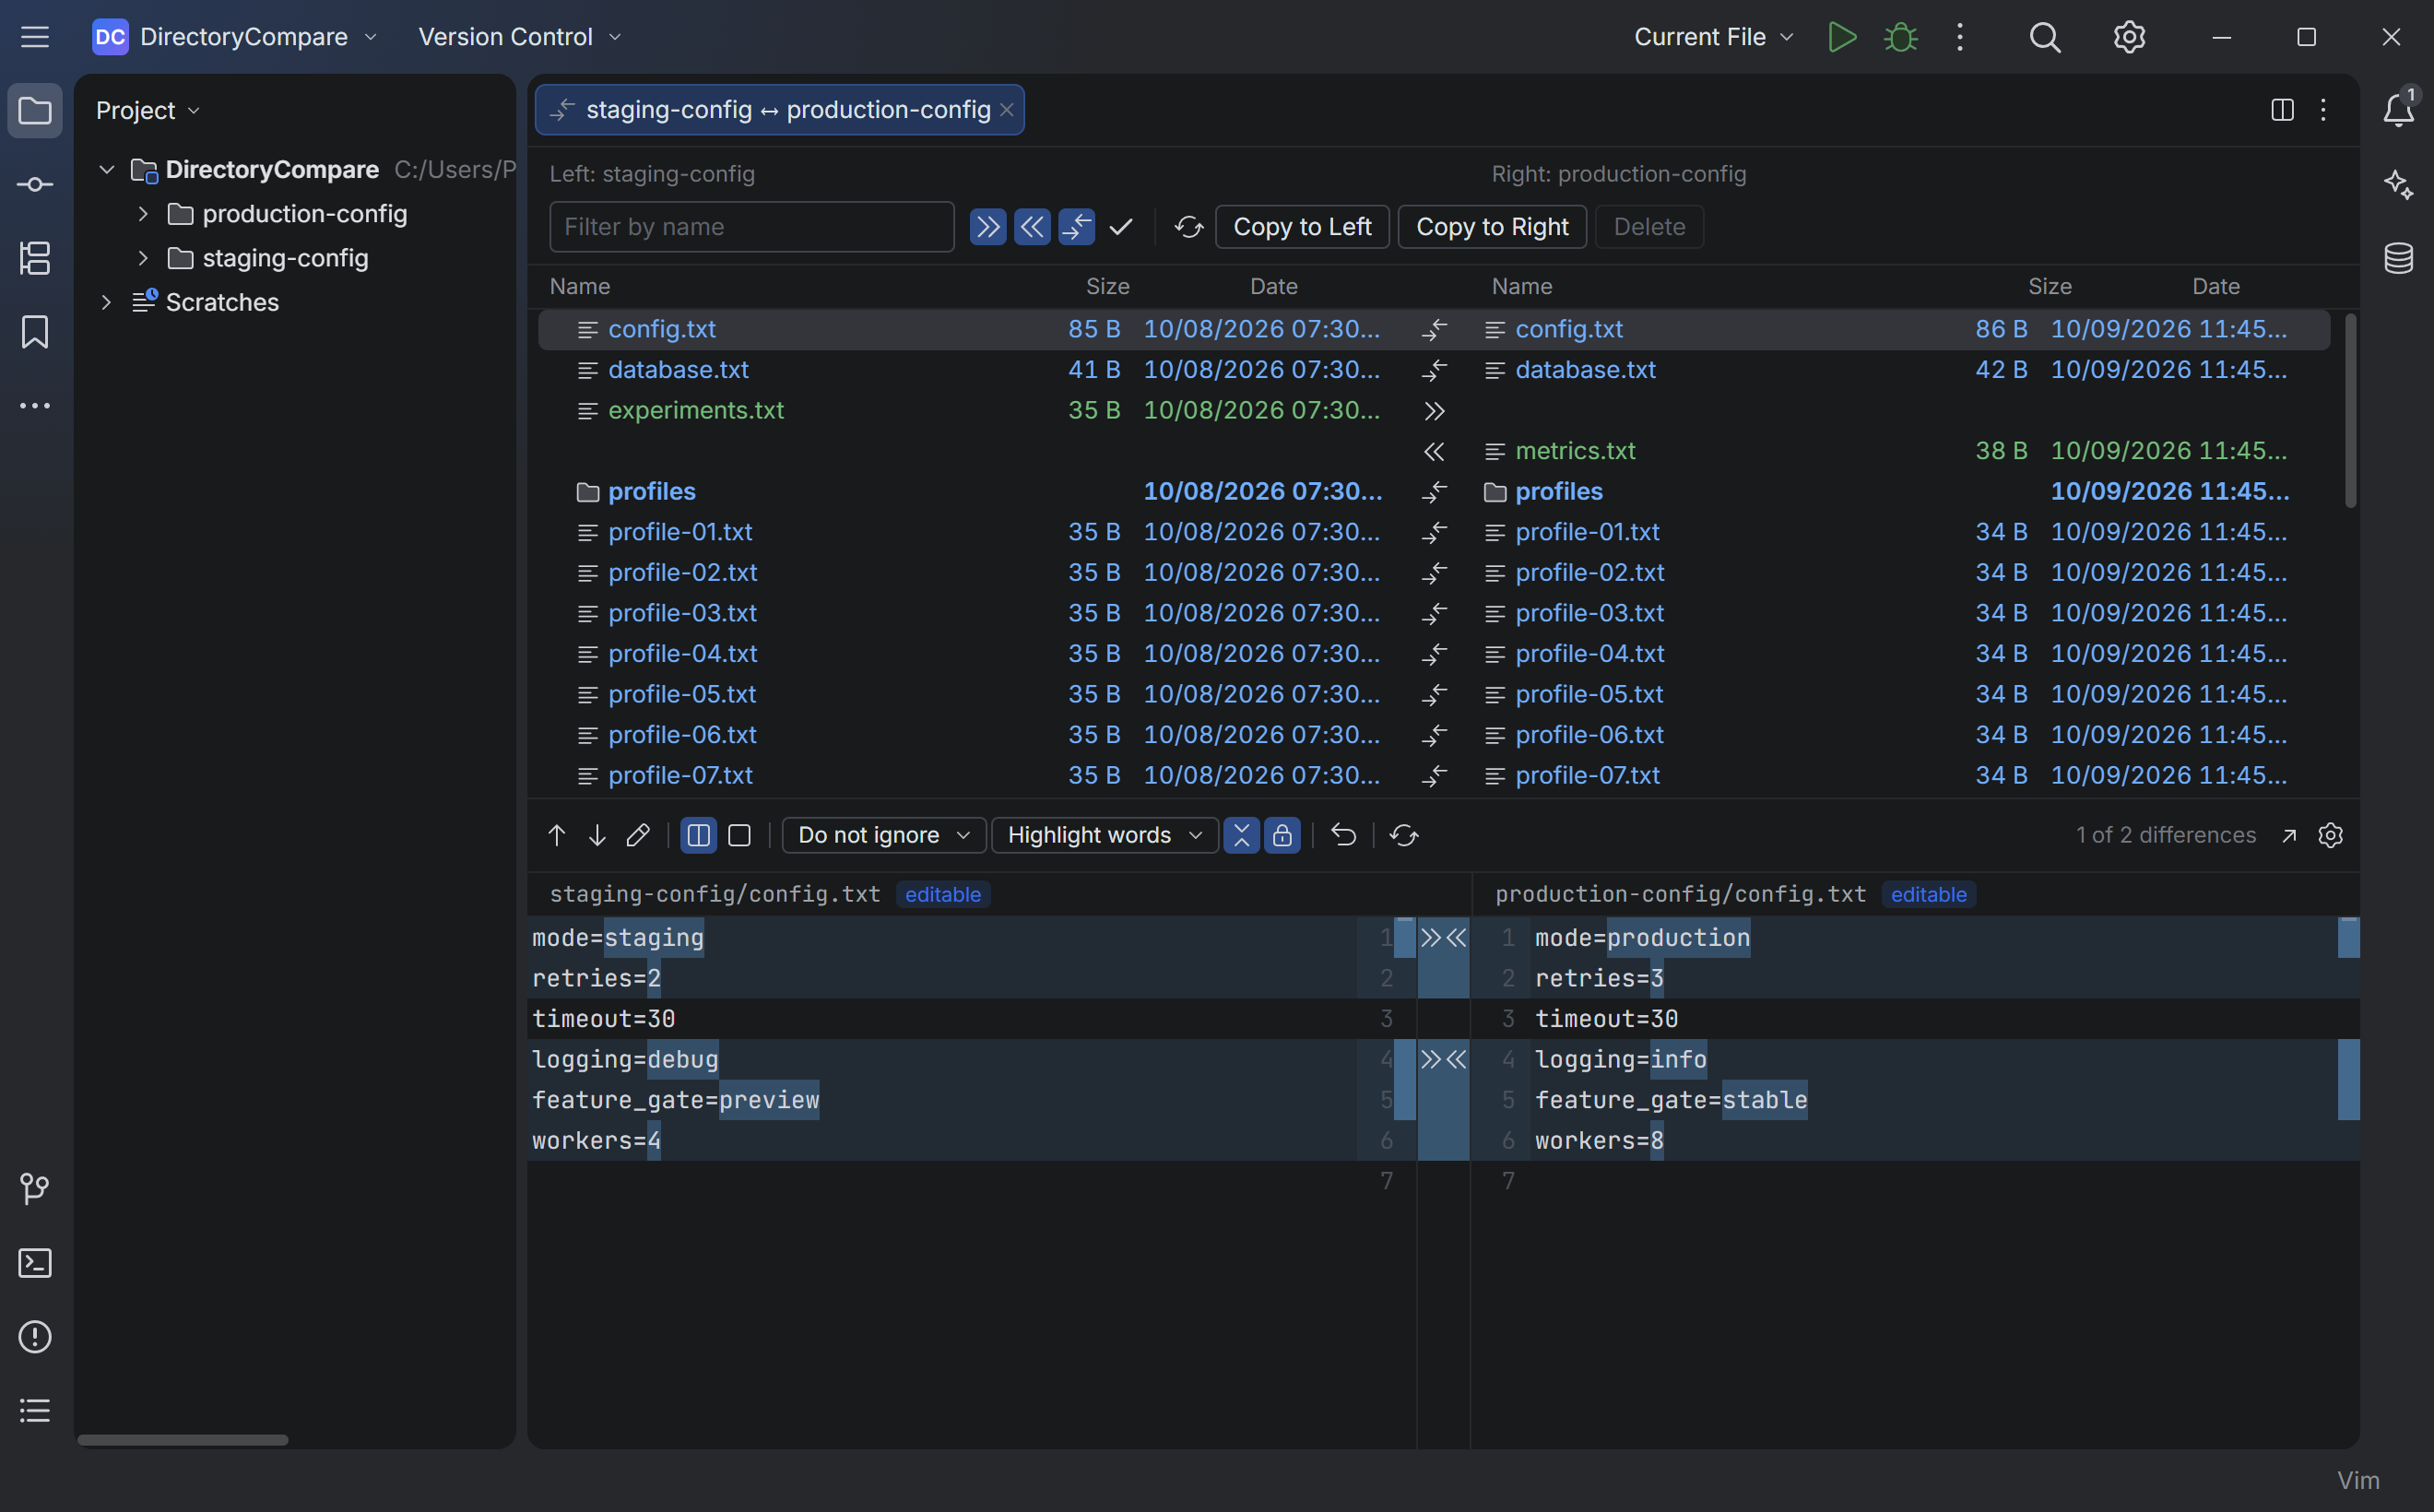 DC DirectoryCompare Version Control Current File
Project
DirectoryCompare C:/Users/P
production-config
staging-config
Scratches
staging-config ↔ production-config
1
Left: staging-config Right: production-config
Filter by name Copy to Left Copy to Right Delete
Name Size Date Name Size Date
config.txt 85 B 10/08/2026 07:30... config.txt 86 B 10/09/2026 11:45...
database.txt 41 B 10/08/2026 07:30... database.txt 42 B 10/09/2026 11:45...
experiments.txt 35 B 10/08/2026 07:30...
metrics.txt 38 B 10/09/2026 11:45...
profiles 10/08/2026 07:30... profiles 10/09/2026 11:45...
profile-01.txt 35 B 10/08/2026 07:30... profile-01.txt 34 B 10/09/2026 11:45...
profile-02.txt 35 B 10/08/2026 07:30... profile-02.txt 34 B 10/09/2026 11:45...
profile-03.txt 35 B 10/08/2026 07:30... profile-03.txt 34 B 10/09/2026 11:45...
profile-04.txt 35 B 10/08/2026 07:30... profile-04.txt 34 B 10/09/2026 11:45...
profile-05.txt 35 B 10/08/2026 07:30... profile-05.txt 34 B 10/09/2026 11:45...
profile-06.txt 35 B 10/08/2026 07:30... profile-06.txt 34 B 10/09/2026 11:45...
profile-07.txt 35 B 10/08/2026 07:30... profile-07.txt 34 B 10/09/2026 11:45...
Do not ignore Highlight words 1 of 2 differences
staging-config/config.txt editable production-config/config.txt editable
mode=staging 1 1 mode=production
retries=2 2 2 retries=3
timeout=30 3 3 timeout=30
logging=debug 4 4 logging=info
feature_gate=preview 5 5 feature_gate=stable
workers=4 6 6 workers=8
7 7
Vim